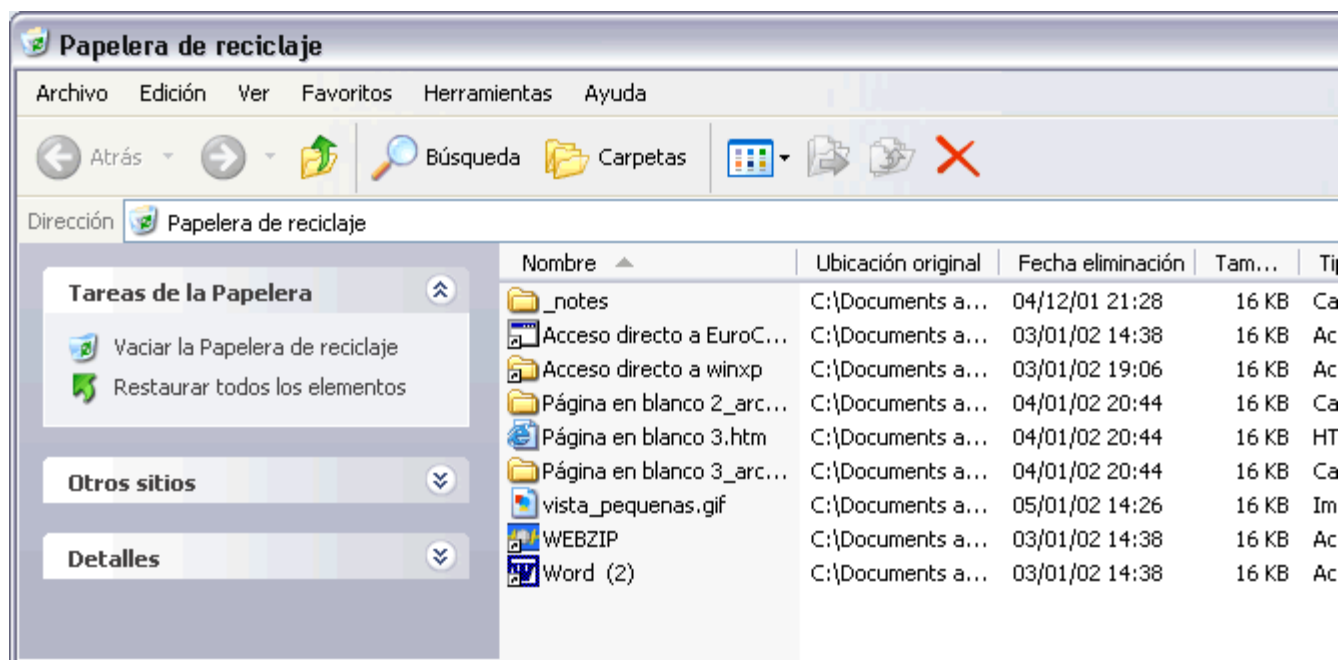 Papelera de reciclaje
Archivo Edición Ver Favoritos Herramientas Ayuda
Atrás Búsqueda Carpetas
Dirección Papelera de reciclaje
Tareas de la Papelera
Vaciar la Papelera de reciclaje
Restaurar todos los elementos
Otros sitios
Detalles
Nombre Ubicación original Fecha eliminación Tam... Ti
_notes C:\Documents a... 04/12/01 21:28 16 KB Ca
Acceso directo a EuroC... C:\Documents a... 03/01/02 14:38 16 KB Ac
Acceso directo a winxp C:\Documents a... 03/01/02 19:06 16 KB Ac
Página en blanco 2_arc... C:\Documents a... 04/01/02 20:44 16 KB Ca
Página en blanco 3.htm C:\Documents a... 04/01/02 20:44 16 KB HT
Página en blanco 3_arc... C:\Documents a... 04/01/02 20:44 16 KB Ca
vista_pequenas.gif C:\Documents a... 05/01/02 14:26 16 KB Im
WEBZIP C:\Documents a... 03/01/02 14:38 16 KB Ac
Word (2) C:\Documents a... 03/01/02 14:38 16 KB Ac